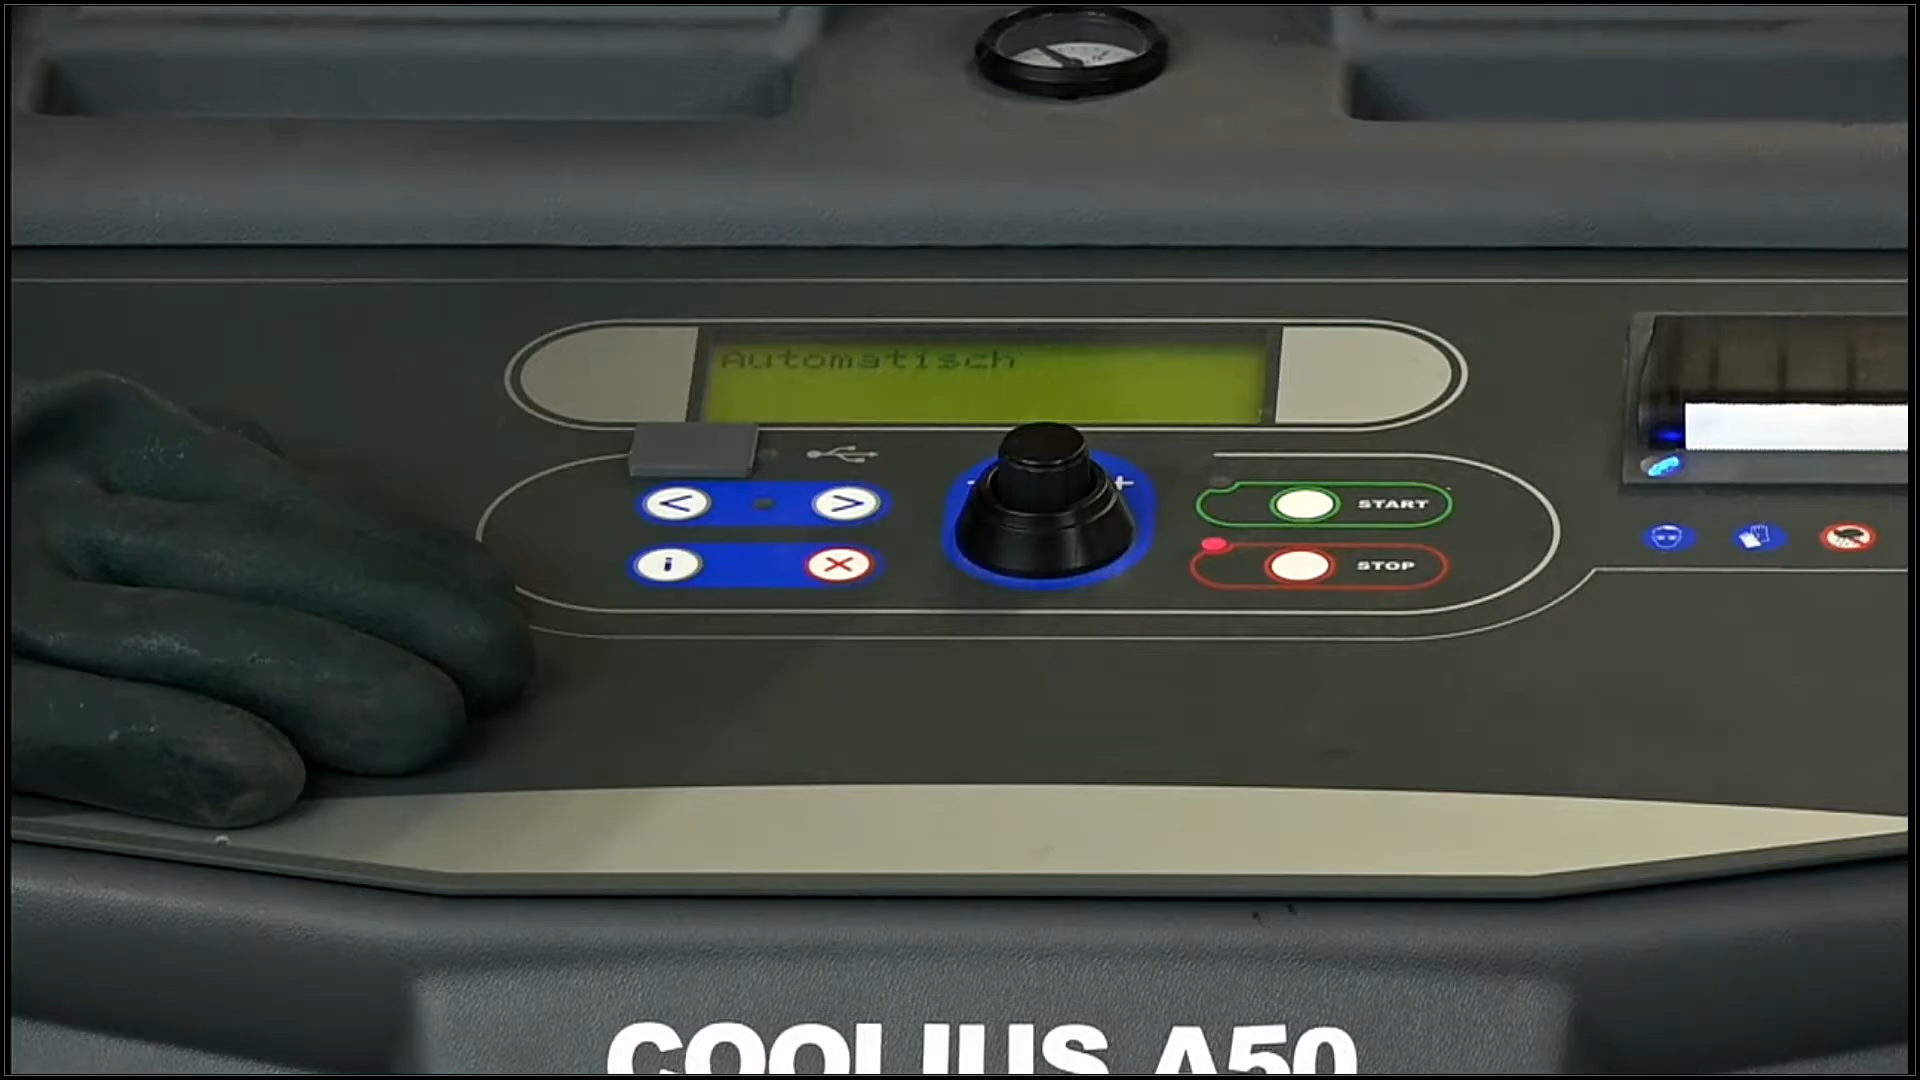 Automatisch
< >
- +
START
i X
STOP
COOLIUS A50